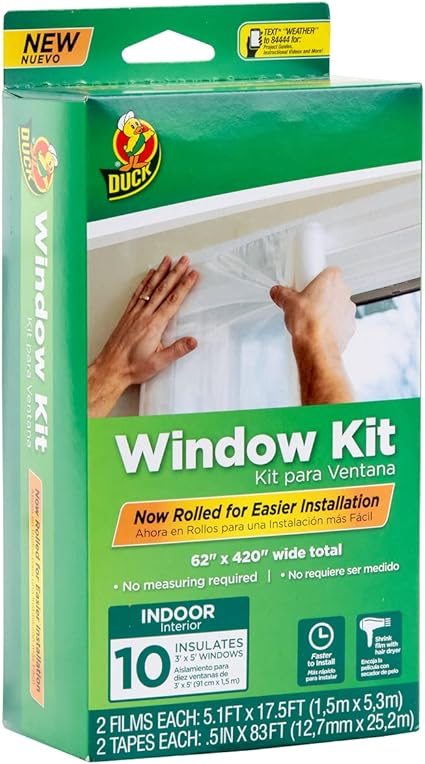 NEW
NUEVO
TEXT* "WEATHER"
to 84444 for:
Project Guides,
Instructional Videos and More!
DUCK
Window Kit
Kit para Ventana
Now Rolled for Easier Installation
Ahora en Rollos para una Instalación más Fácil
62" x 420" wide total
• No measuring required | • No requiere ser medido
INDOOR
Interior
10
INSULATES
3' x 5' WINDOWS
Aislamiento para
diez ventanas de
3' x 5' (91 cm x 1,5 m)
Faster
to Install
Más rápido
para instalar
Shrink
film with
hair dryer
Encoja la
película con
secador de pelo
2 FILMS EACH: 5.1FT x 17.5FT (1,5m x 5,3m)
2 TAPES EACH: .5IN X 83FT (12,7mm x 25,2m)
DUCK
Window Kit
Kit para Ventana
Now Rolled for Easier Installation